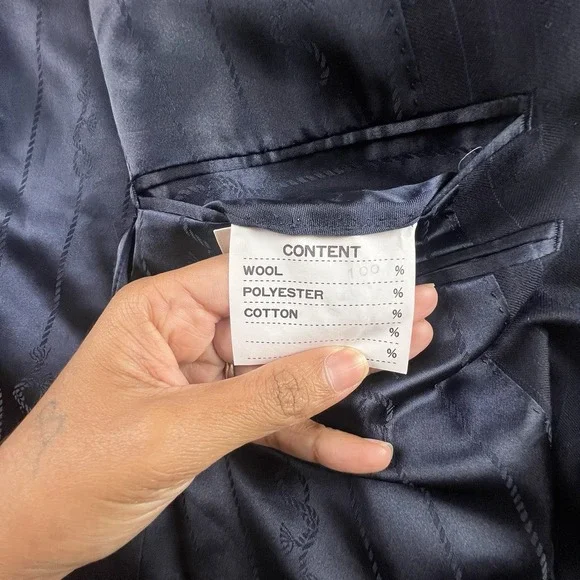 CONTENT
WOOL 100 %
POLYESTER %
COTTON %
%
%